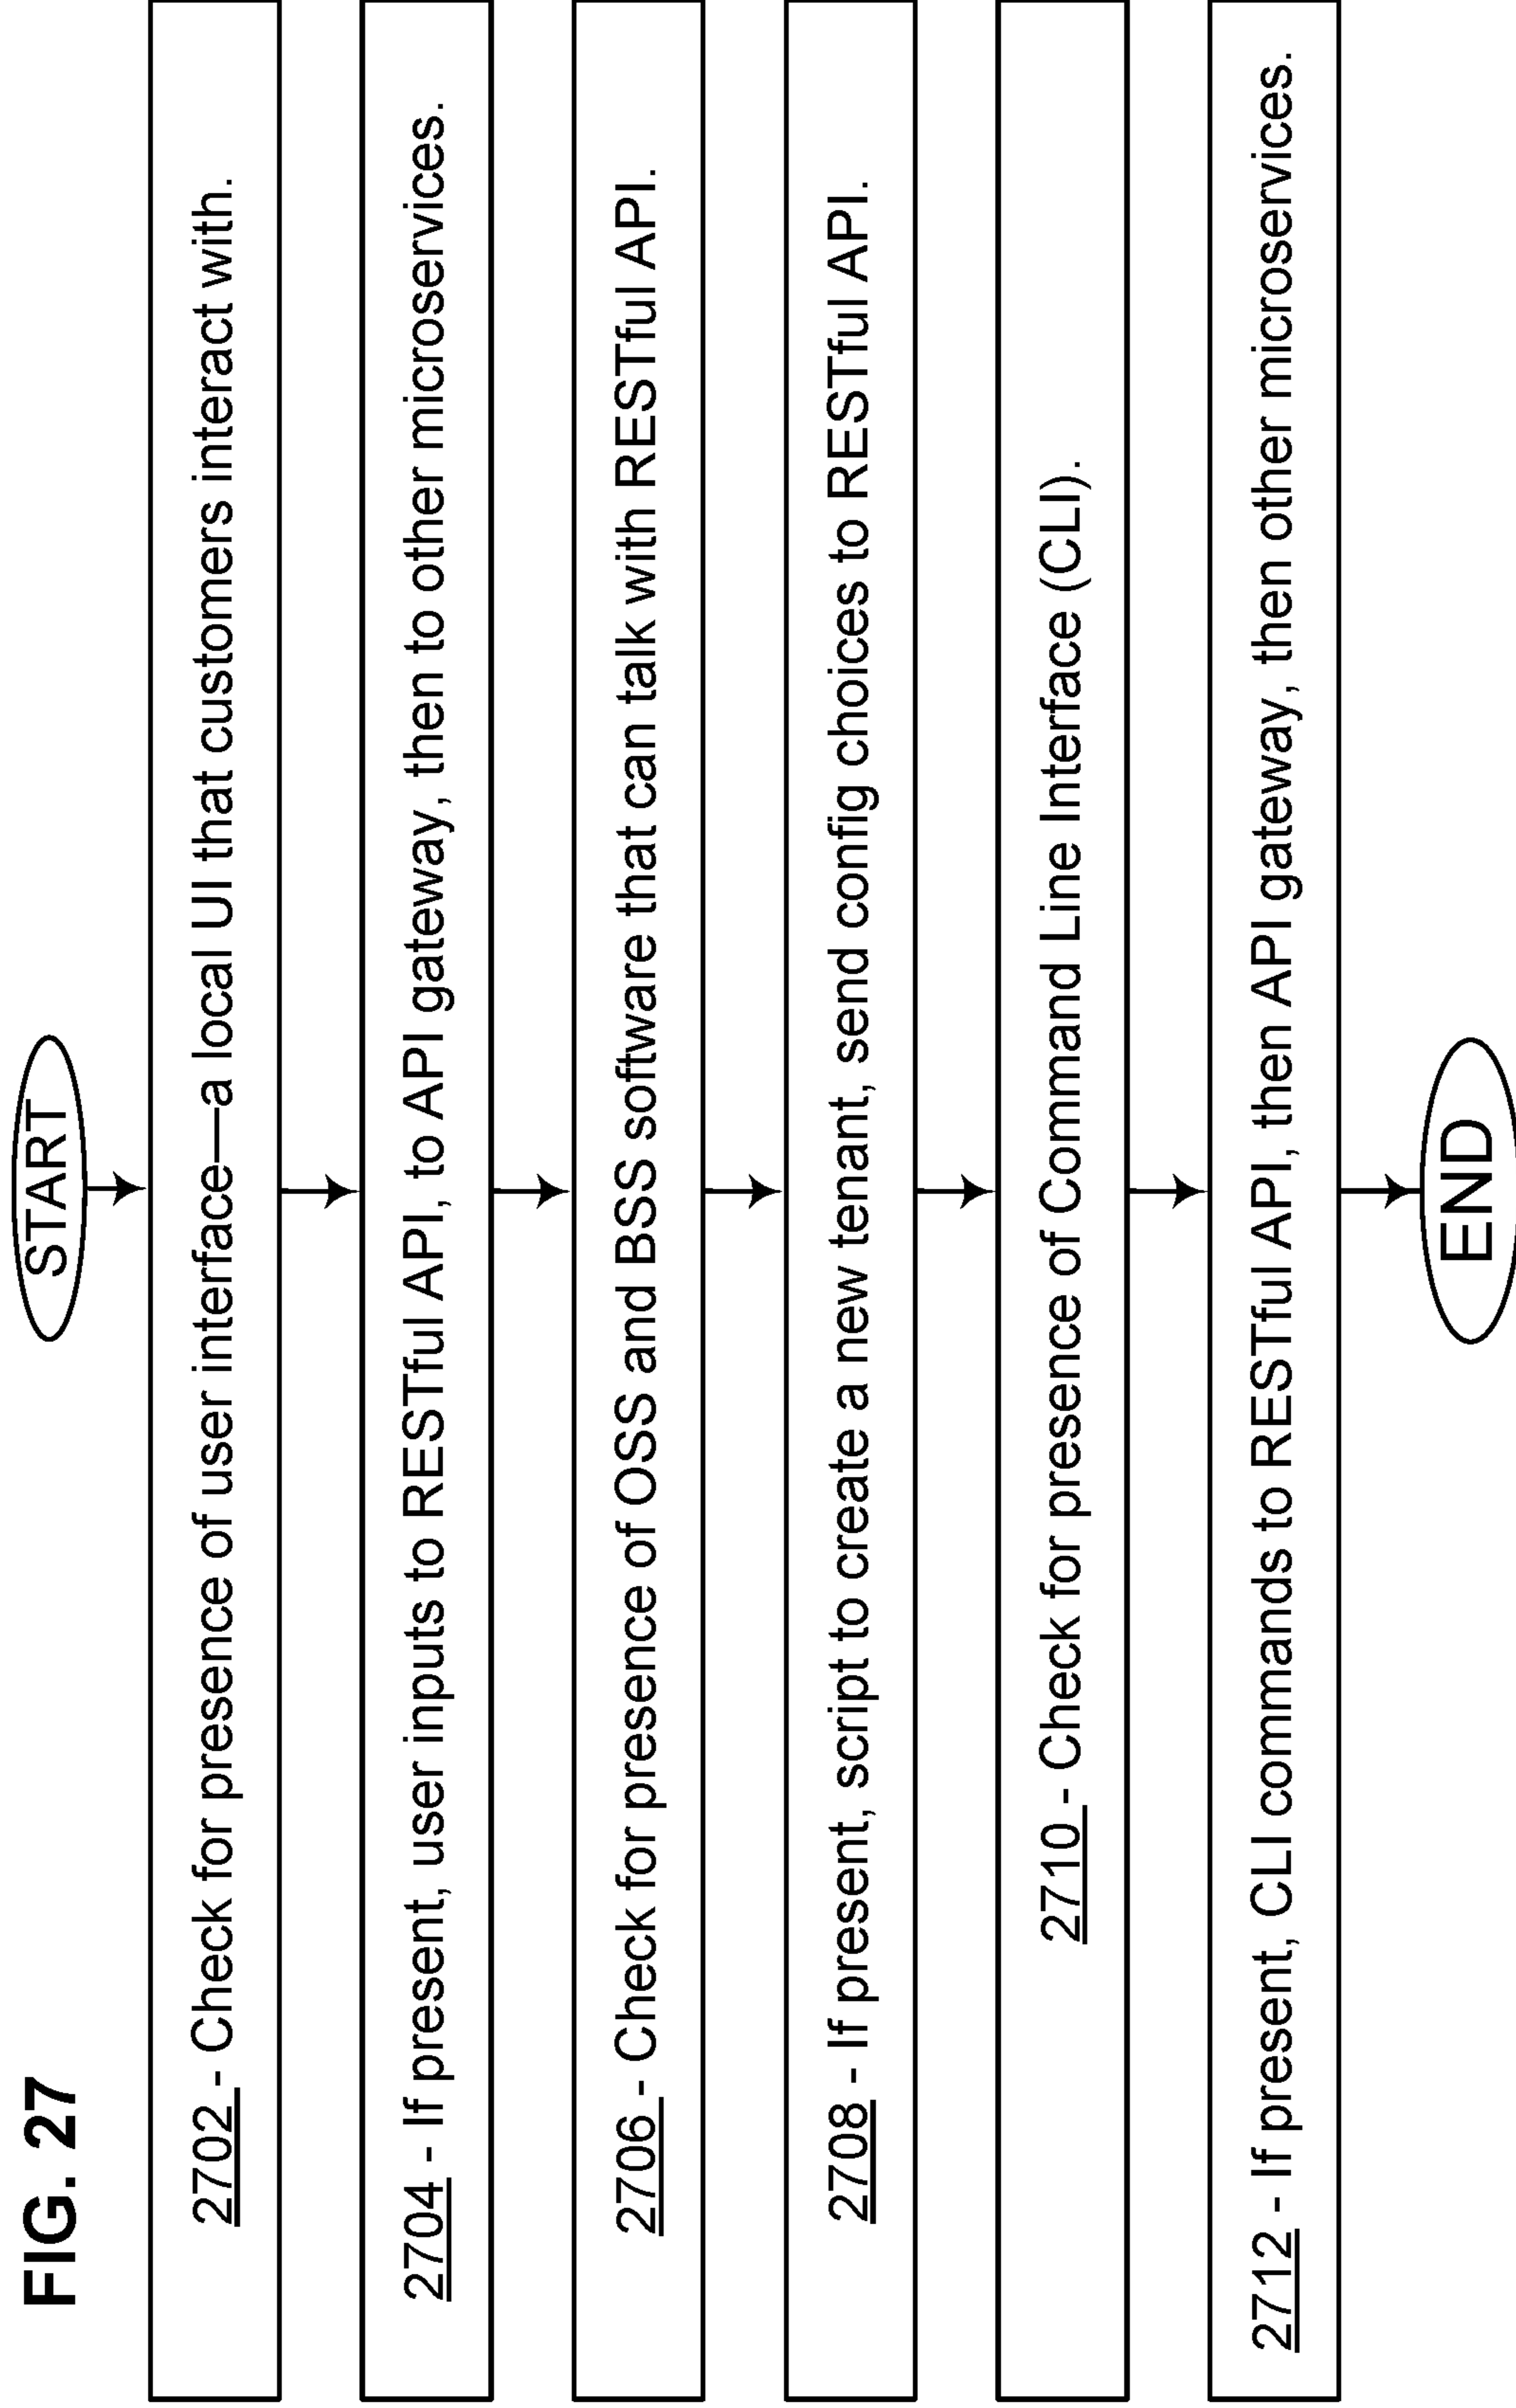 FIG. 27
START
2702 - Check for presence of user interface—a local UI that customers interact with.
2704 - If present, user inputs to RESTful API, to API gateway, then to other microservices.
2706 - Check for presence of OSS and BSS software that can talk with RESTful API.
2708 - If present, script to create a new tenant, send config choices to RESTful API.
2710 - Check for presence of Command Line Interface (CLI).
2712 - If present, CLI commands to RESTful API, then API gateway, then other microservices.
END